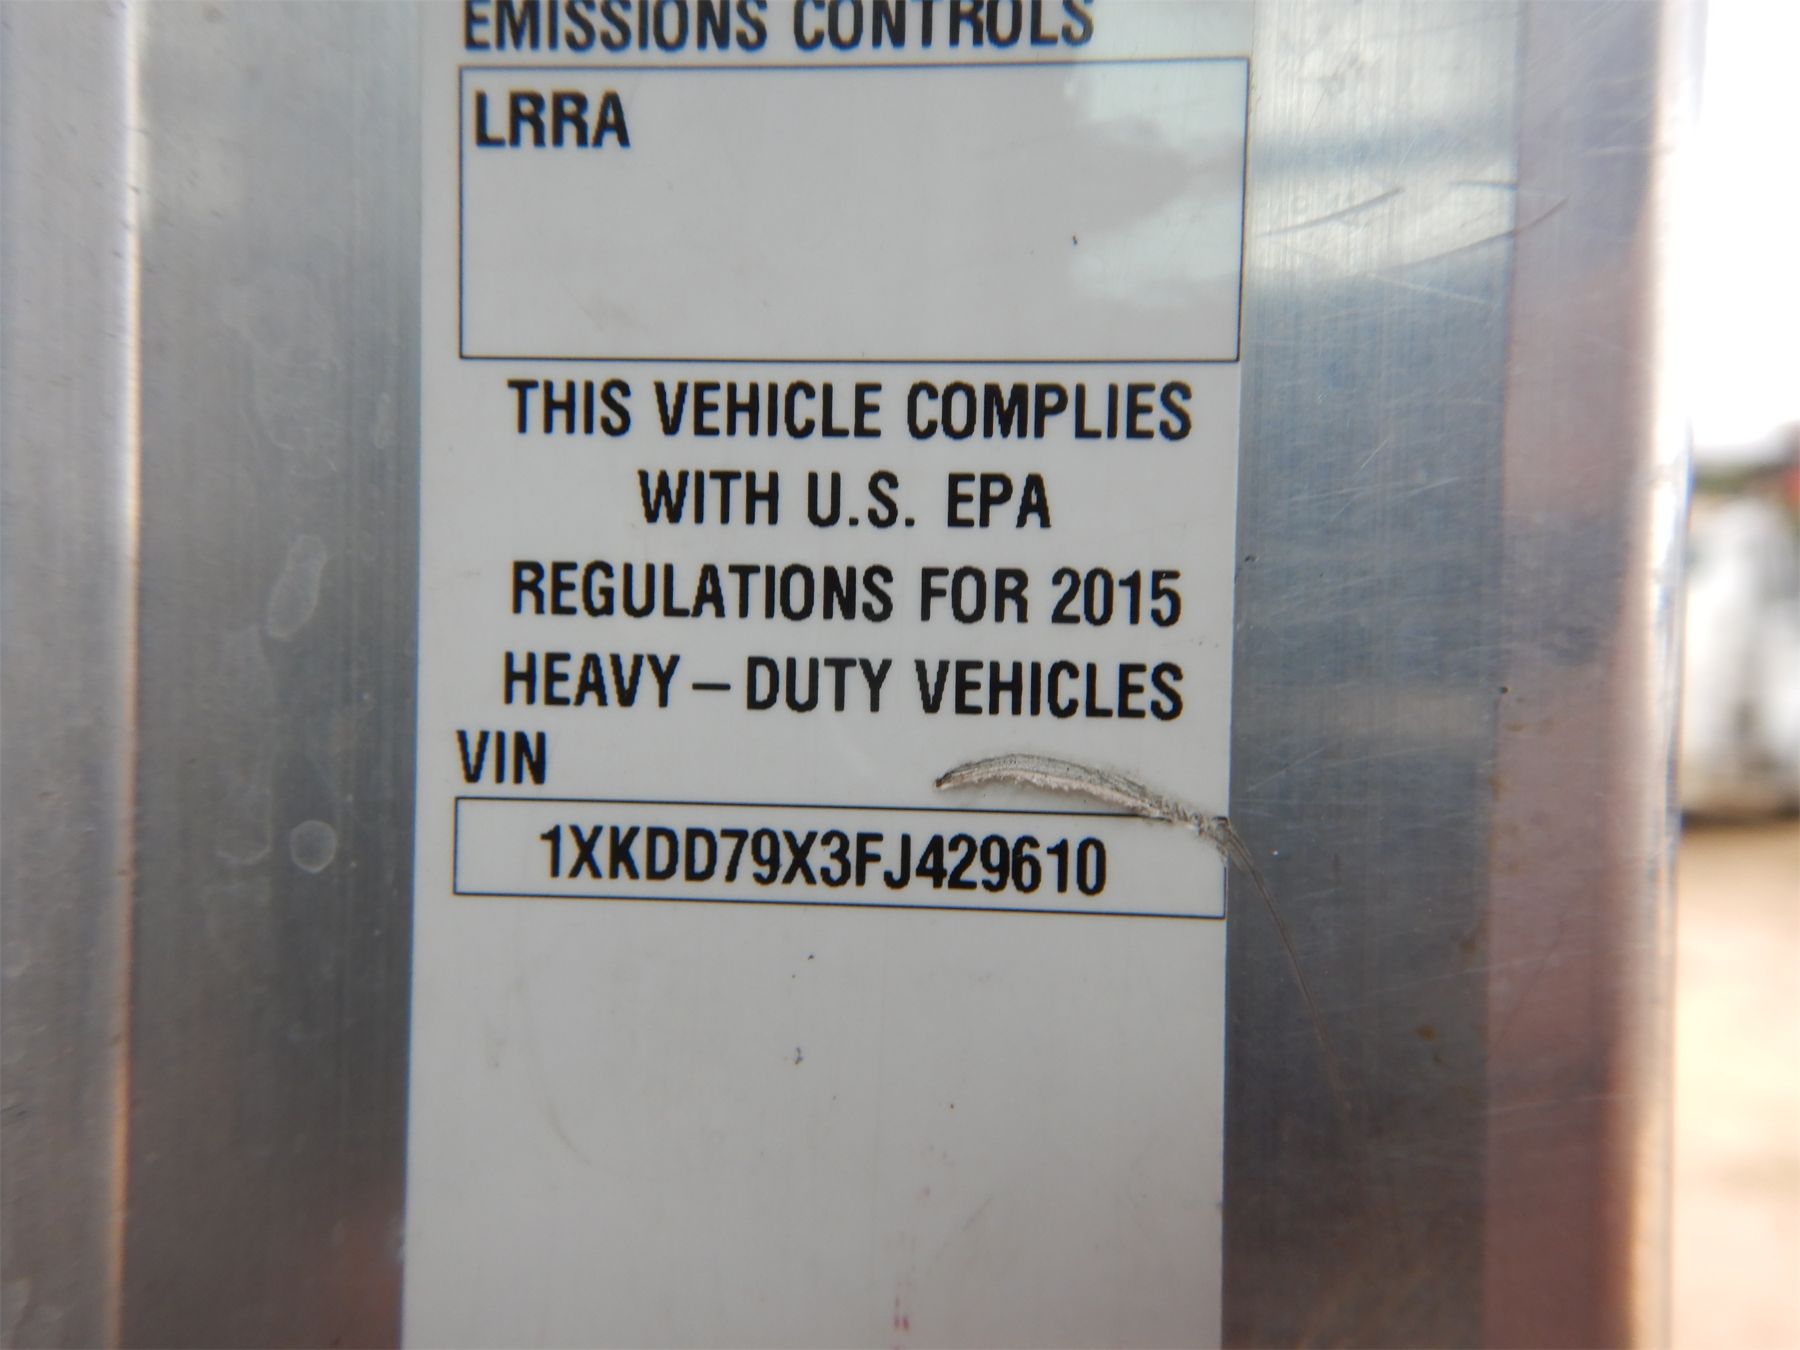 EMISSIONS CONTROLS
LRRA
THIS VEHICLE COMPLIES
WITH U.S. EPA
REGULATIONS FOR 2015
HEAVY-DUTY VEHICLES
VIN
1XKDD79X3FJ429610